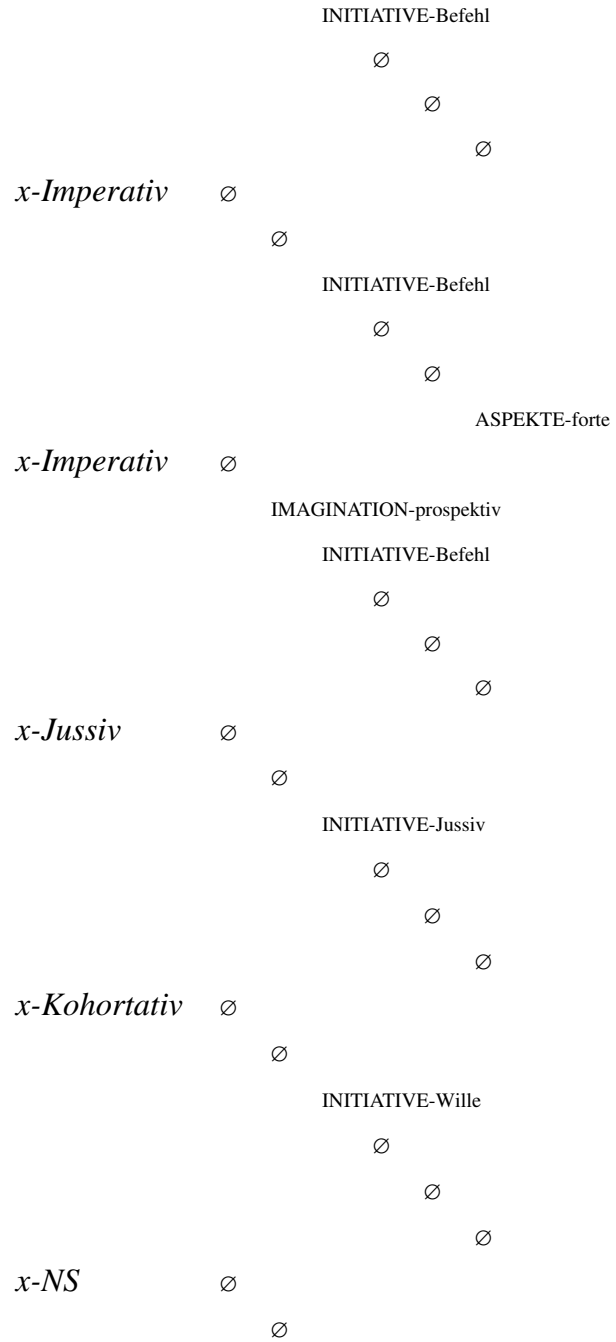 INITIATIVE-Befehl
∅
∅
∅
x-Imperativ ∅
∅
INITIATIVE-Befehl
∅
∅
ASPEKTE-forte
x-Imperativ ∅
IMAGINATION-prospektiv
INITIATIVE-Befehl
∅
∅
∅
x-Jussiv ∅
∅
INITIATIVE-Jussiv
∅
∅
∅
x-Kohortativ ∅
∅
INITIATIVE-Wille
∅
∅
∅
x-NS ∅
∅